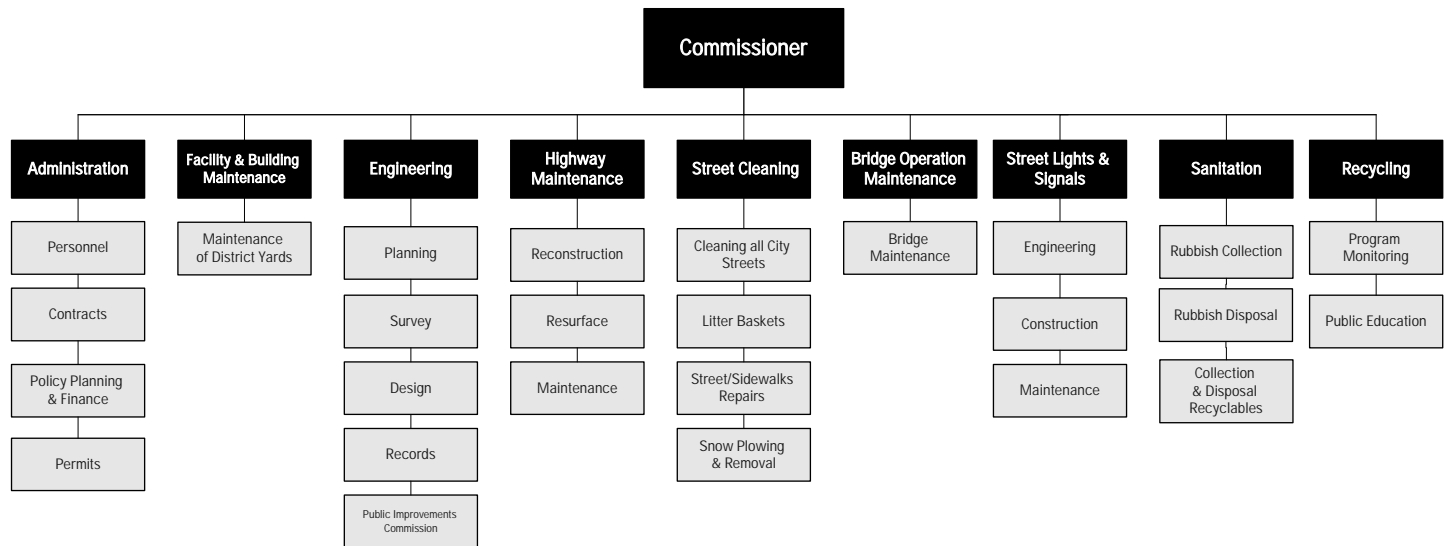 Commissioner
Administration
Personnel
Contracts
Policy Planning
& Finance
Permits
Facility & Building
Maintenance
Maintenance
of District Yards
Engineering
Planning
Survey
Design
Records
Public Improvements
Commission
Highway
Maintenance
Reconstruction
Resurface
Maintenance
Street Cleaning
Cleaning all City
Streets
Litter Baskets
Street/Sidewalks
Repairs
Snow Plowing
& Removal
Bridge Operation
Maintenance
Bridge
Maintenance
Street Lights &
Signals
Engineering
Construction
Maintenance
Sanitation
Rubbish Collection
Rubbish Disposal
Collection
& Disposal
Recyclables
Recycling
Program
Monitoring
Public Education